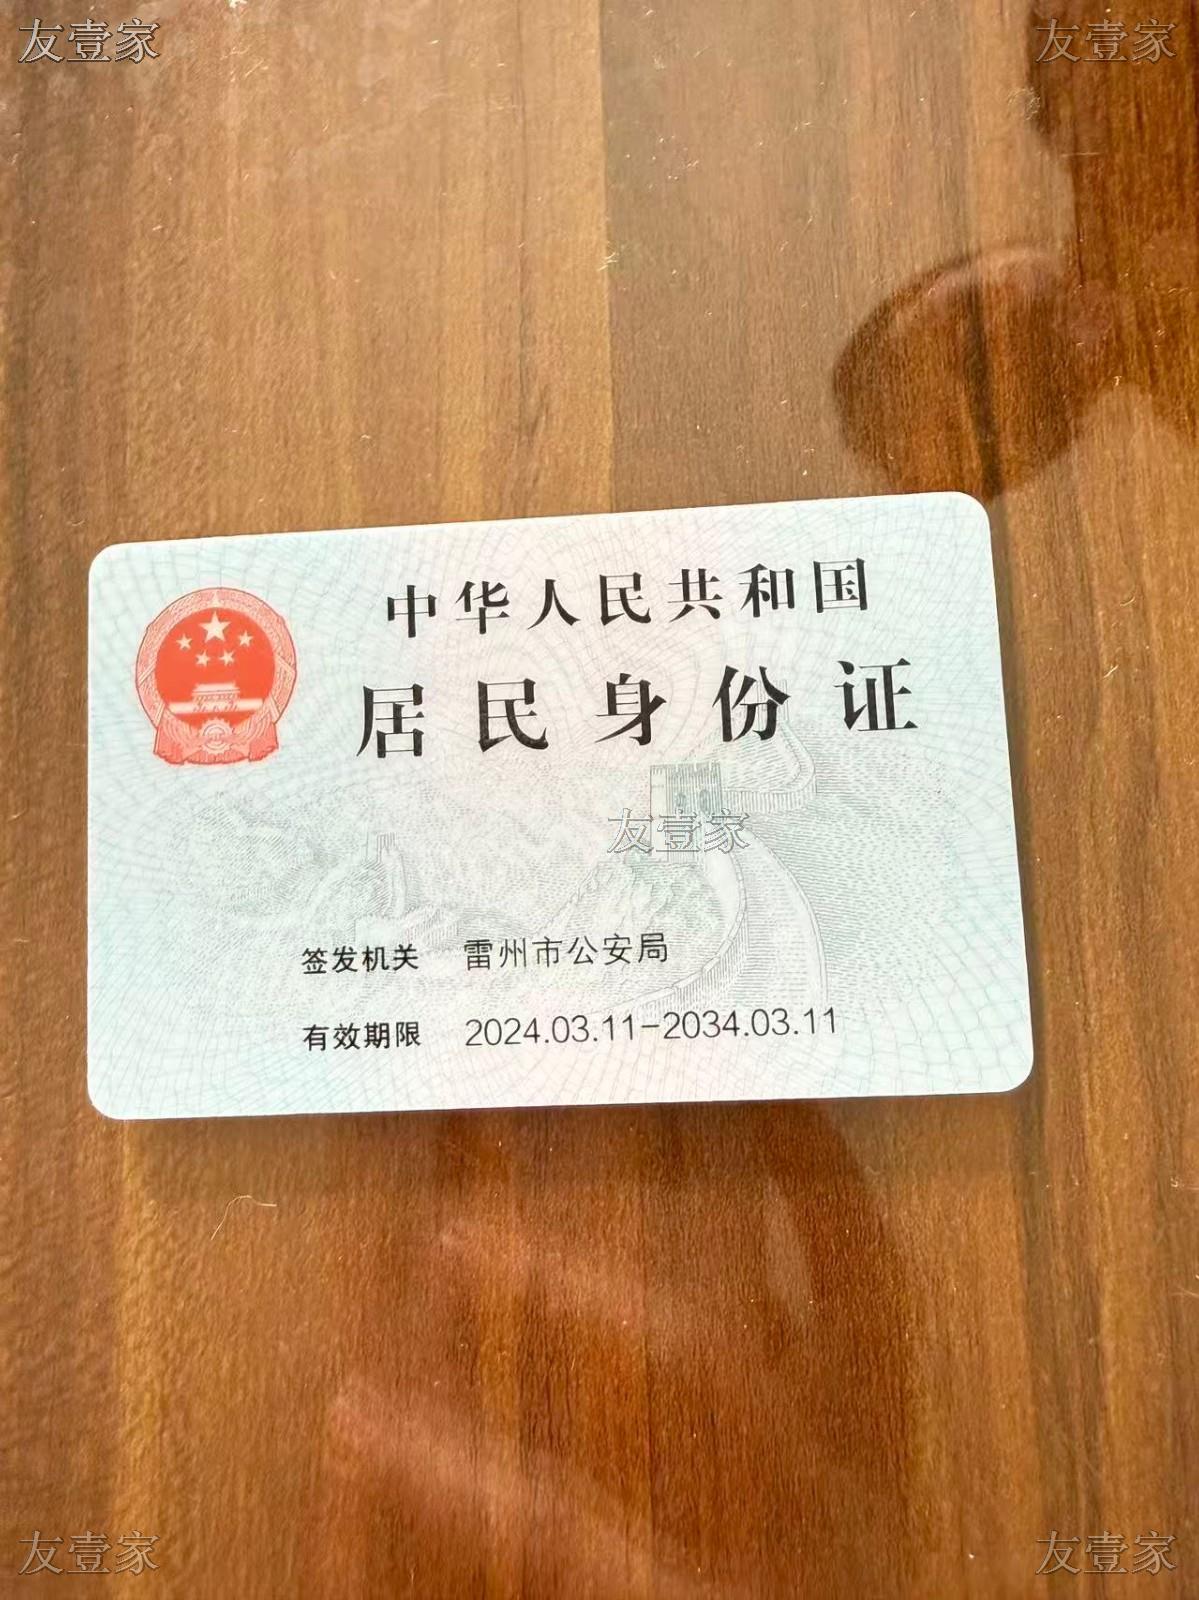 友壹家 友壹家
中华人民共和国
居民身份证
友壹家
签发机关 雷州市公安局
有效期限 2024.03.11-2034.03.11
友壹家 友壹家